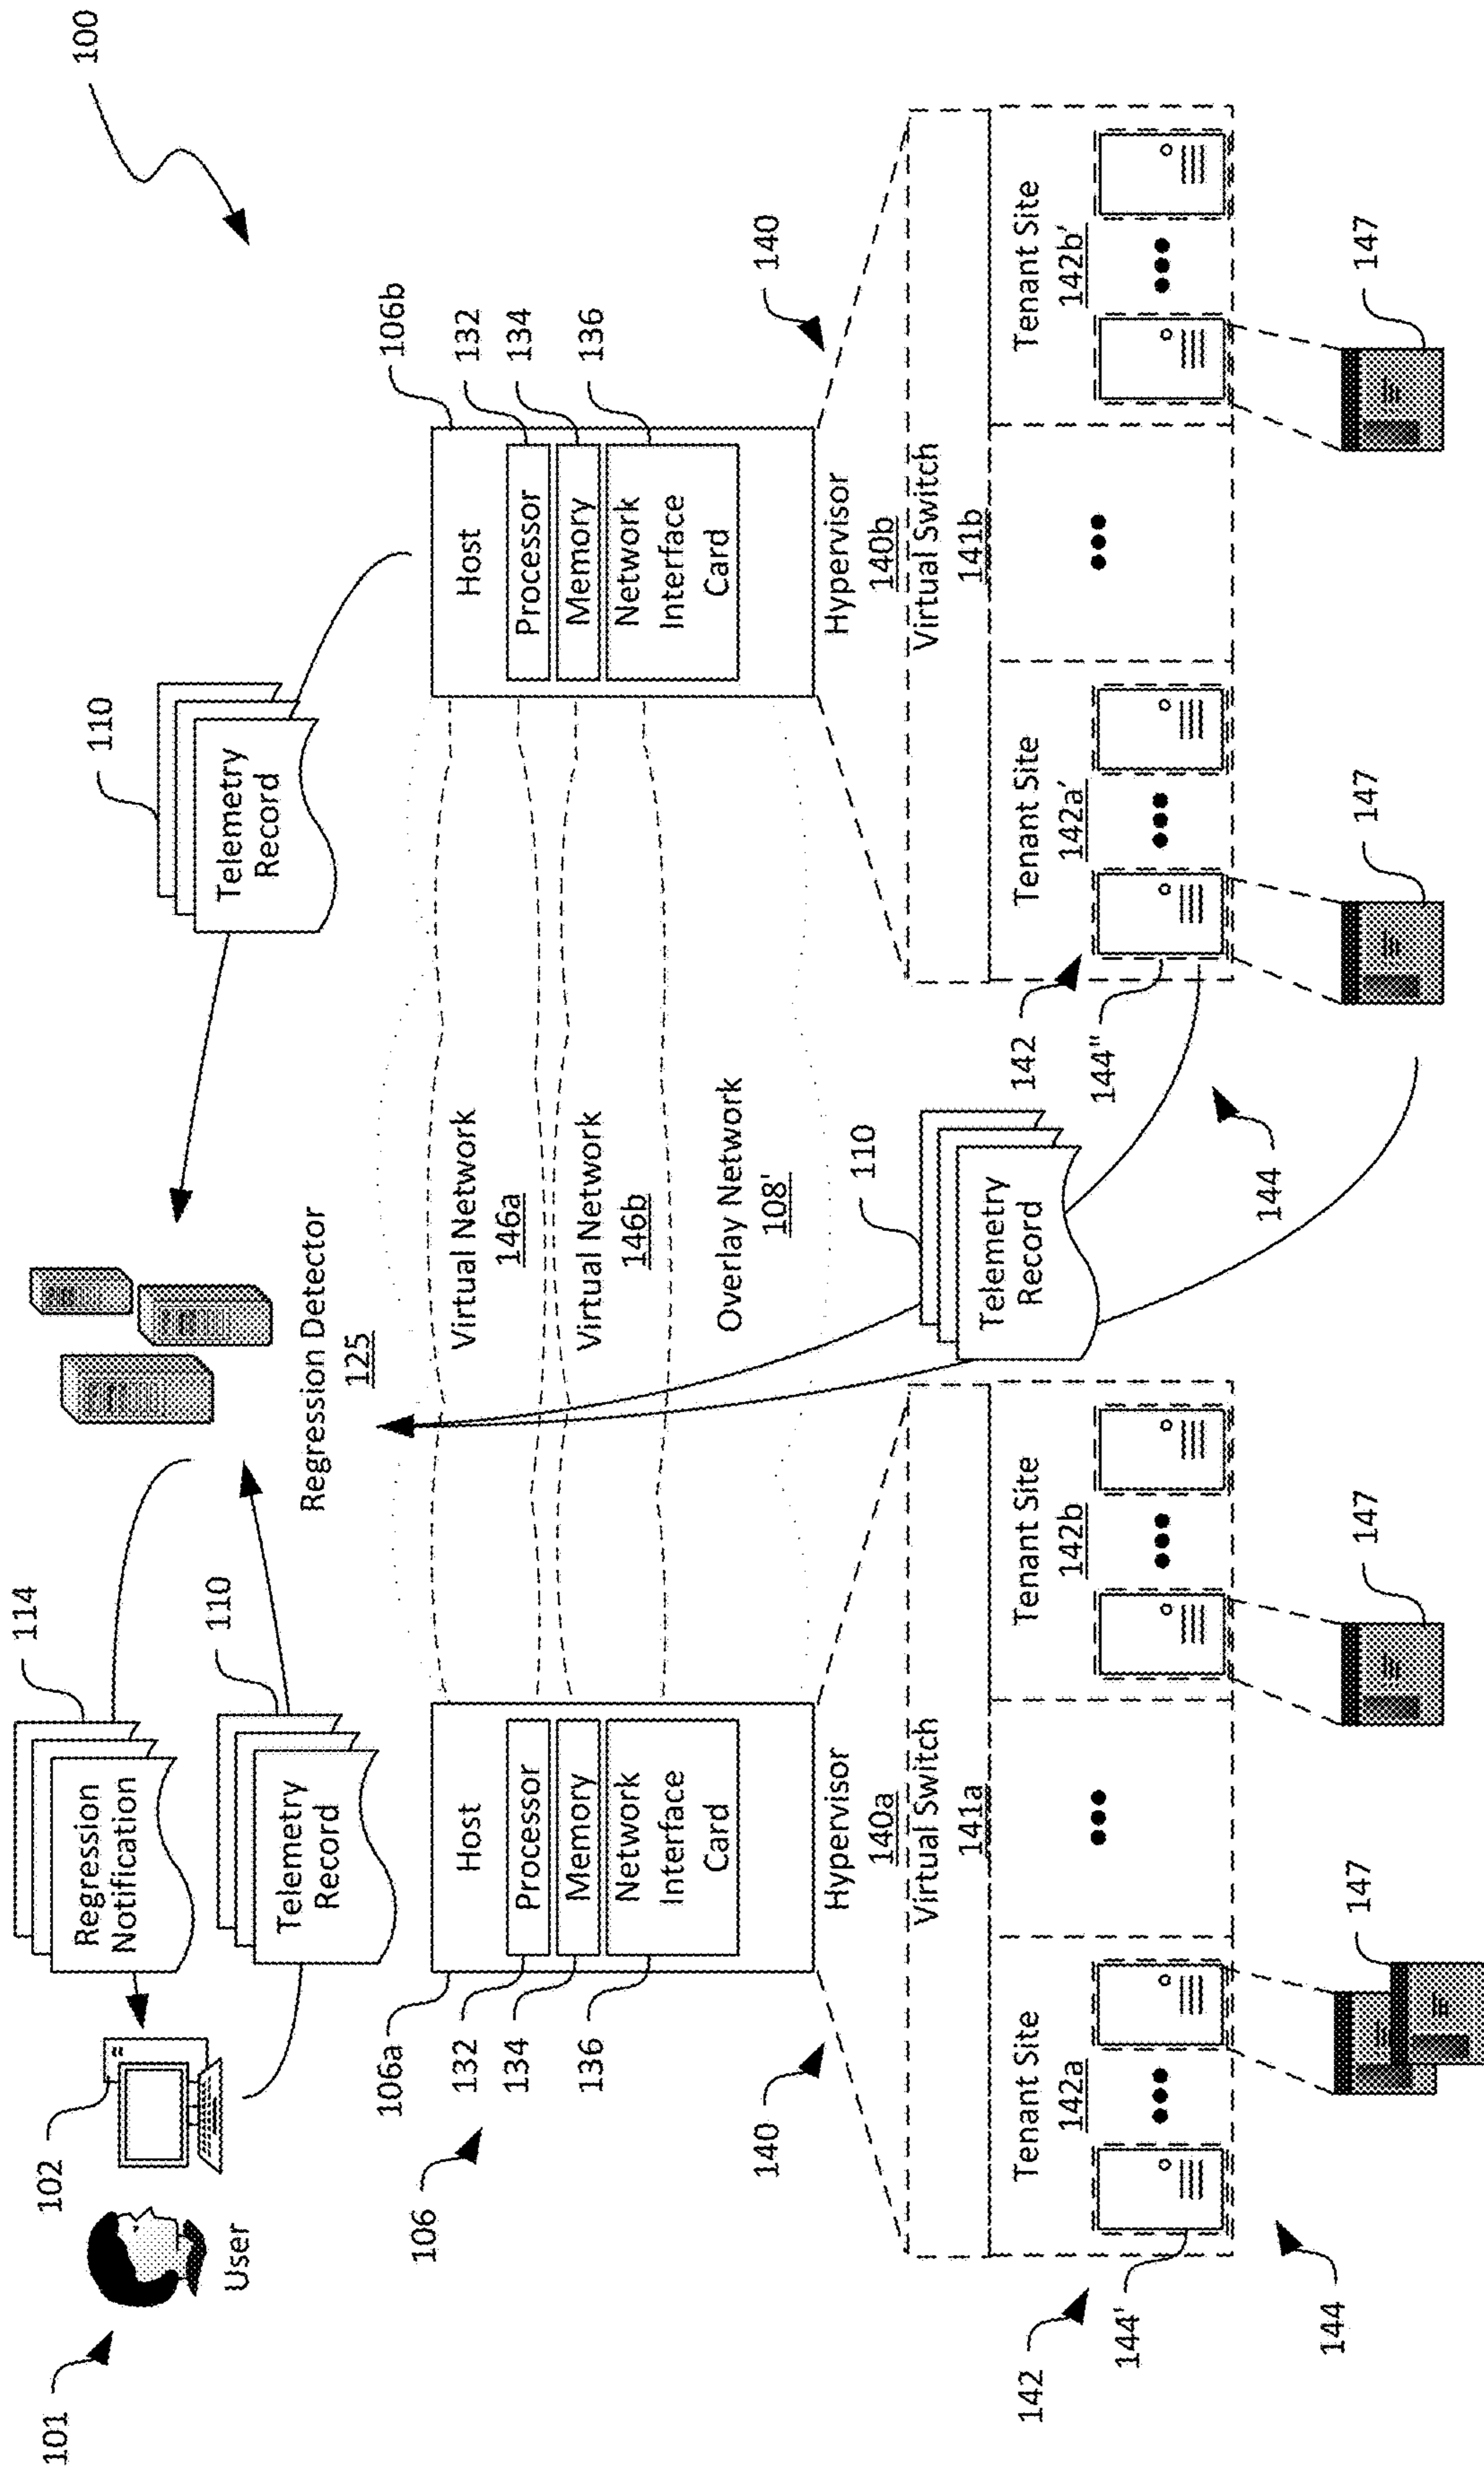 100
114
Regression
Notification
110
Telemetry
Record
102
101
User
Regression Detector
125
110
Telemetry
Record
106
106a
132
134
136
Host
Processor
Memory
Network
Interface
Card
Virtual Network
146a
Virtual Network
146b
Overlay Network
108'
106b
132
134
136
Host
Processor
Memory
Network
Interface
Card
140
Hypervisor
140a
Virtual Switch
141a
140
Hypervisor
140b
Virtual Switch
141b
110
Telemetry
Record
142
144'
Tenant Site
142a
Tenant Site
142b
142
144"
Tenant Site
142a'
Tenant Site
142b'
144
147
147
144
147
147